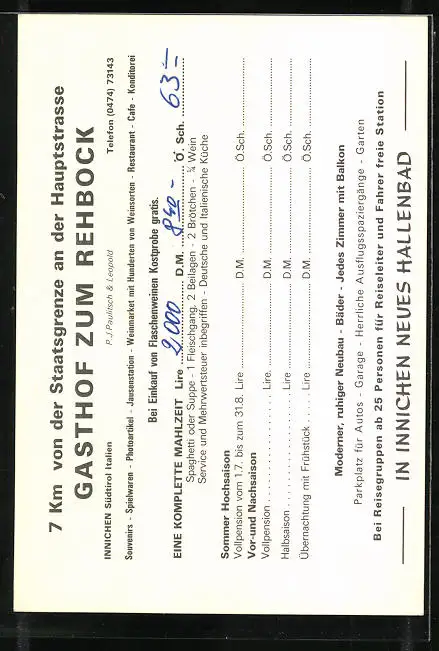 7 Km von der Staatsgrenze an der Hauptstrasse
GASTHOF ZUM REHBOCK
INNICHEN Südtirol Italien P. J. Paulitsch & Leopold Telefon (0474) 73143
Souvenirs - Spielwaren - Photoartikel - Jausenstation - Weinmarket mit Hunderten von Weinsorten - Restaurant - Cafe - Konditorei
Bei Einkauf von Flaschenweinen Kostprobe gratis.
EINE KOMPLETTE MAHLZEIT Lire 2.000 D.M. 8,40 - Ö. Sch. 63 -
Spaghetti oder Suppe - 1 Fleischgang, 2 Beilagen - 2 Brötchen - ¼ Wein
Service und Mehrwertsteuer inbegriffen - Deutsche und Italienische Küche
Sommer Hochsaison
Vollpension vom 1.7. bis zum 31.8. Lire D.M. Ö.Sch.
Vor-und Nachsaison
Vollpension Lire D.M. Ö.Sch.
Halbsaison Lire D.M. Ö.Sch.
Übernachtung mit Frühstück Lire D.M. Ö.Sch.
Moderner, ruhiger Neubau - Bäder - Jedes Zimmer mit Balkon
Parkplatz für Autos - Garage - Herrliche Ausflugsspaziergänge - Garten
Bei Reisegruppen ab 25 Personen für Reiseleiter und Fahrer freie Station
IN INNICHEN NEUES HALLENBAD